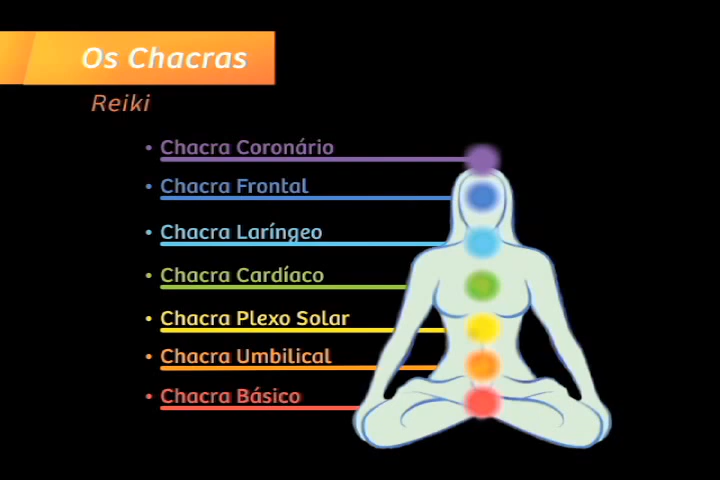 Os Chacras
Reiki
• Chacra Coronário
• Chacra Frontal
• Chacra Laríngeo
• Chacra Cardíaco
• Chacra Plexo Solar
• Chacra Umbilical
• Chacra Básico